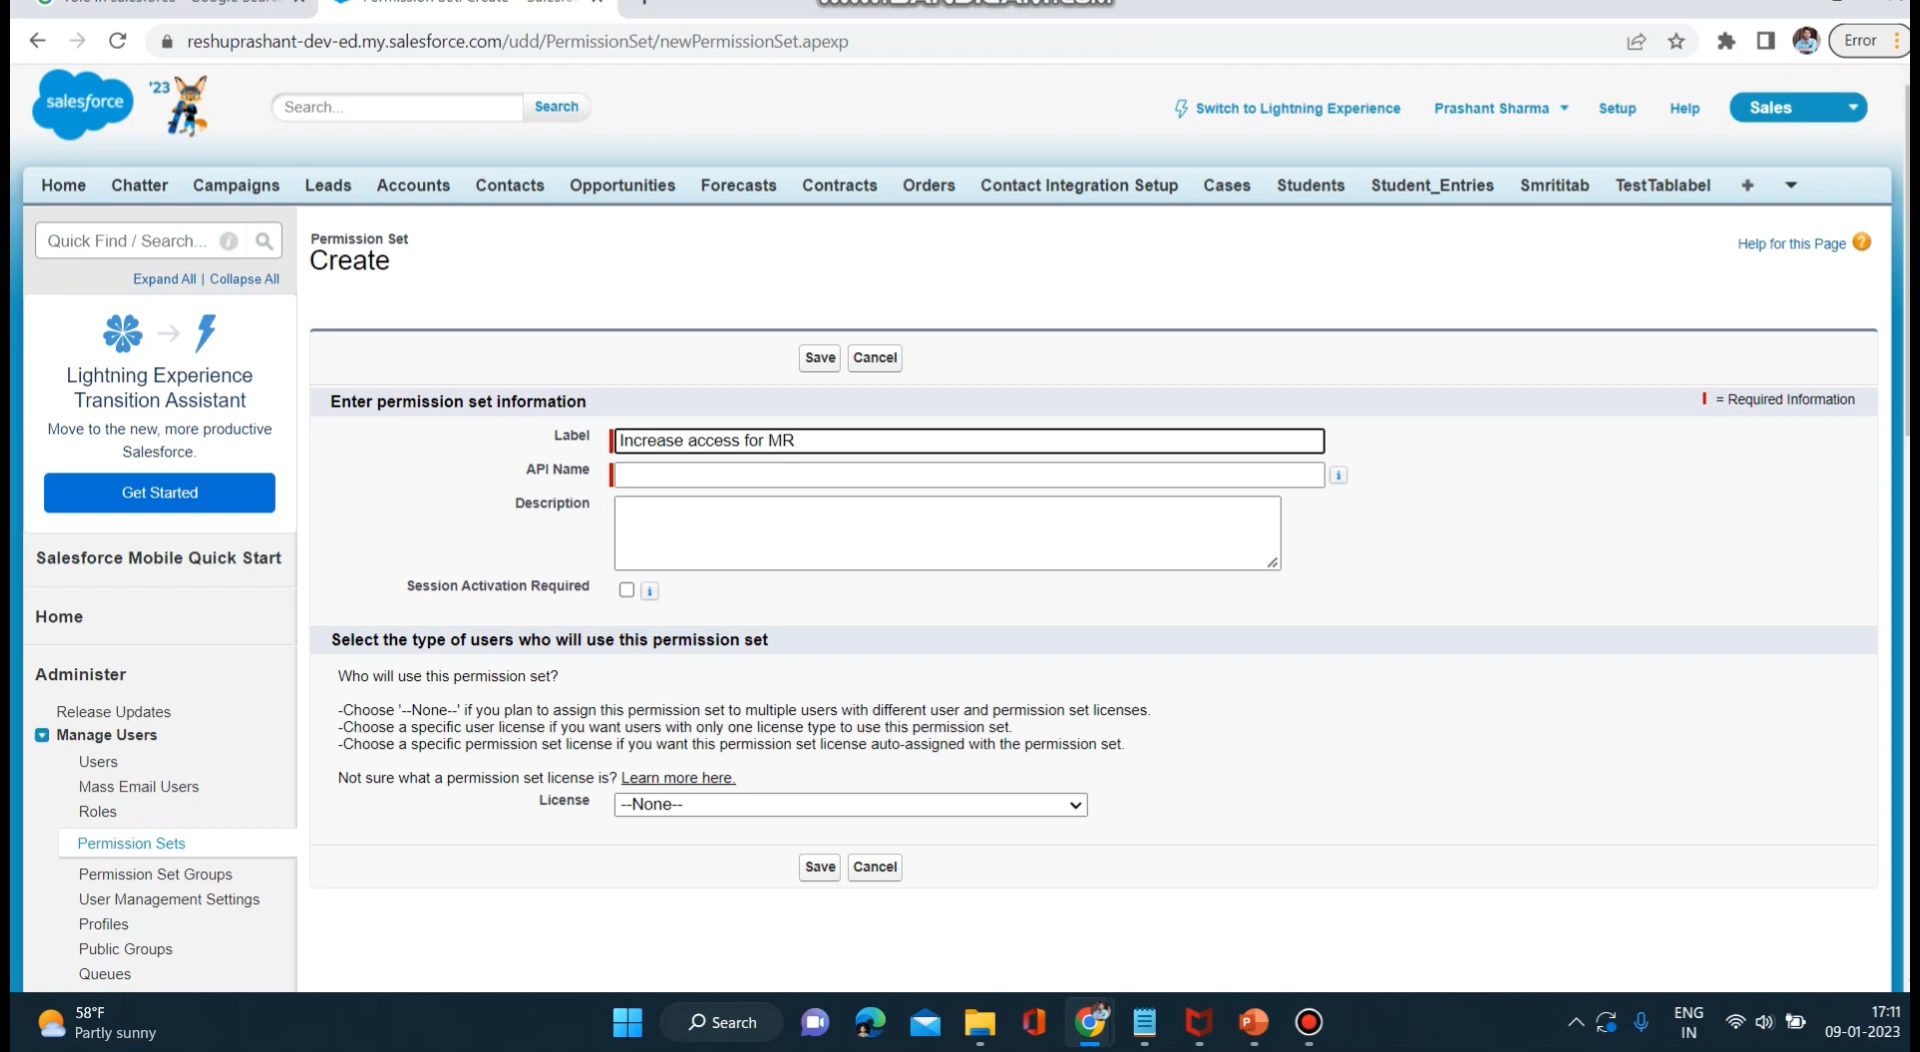 reshuprashant-dev-ed.my.salesforce.com/udd/PermissionSet/newPermissionSet.apexp
Error
salesforce
'23
Search...
Search
Switch to Lightning Experience
Prashant Sharma
Setup
Help
Sales
Home Chatter Campaigns Leads Accounts Contacts Opportunities Forecasts Contracts Orders Contact Integration Setup Cases Students Student_Entries Smrititab TestTablabel +
Quick Find / Search...
Expand All | Collapse All
Lightning Experience
Transition Assistant
Move to the new, more productive
Salesforce.
Get Started
Salesforce Mobile Quick Start
Home
Administer
Release Updates
Manage Users
Users
Mass Email Users
Roles
Permission Sets
Permission Set Groups
User Management Settings
Profiles
Public Groups
Queues
Permission Set
Create
Help for this Page
Save Cancel
Enter permission set information
= Required Information
Label Increase access for MR
API Name
Description
Session Activation Required
Select the type of users who will use this permission set
Who will use this permission set?
-Choose '--None--' if you plan to assign this permission set to multiple users with different user and permission set licenses.
-Choose a specific user license if you want users with only one license type to use this permission set.
-Choose a specific permission set license if you want this permission set license auto-assigned with the permission set.
Not sure what a permission set license is? Learn more here.
License --None--
Save Cancel
58°F
Partly sunny
Search
ENG
IN
17:11
09-01-2023